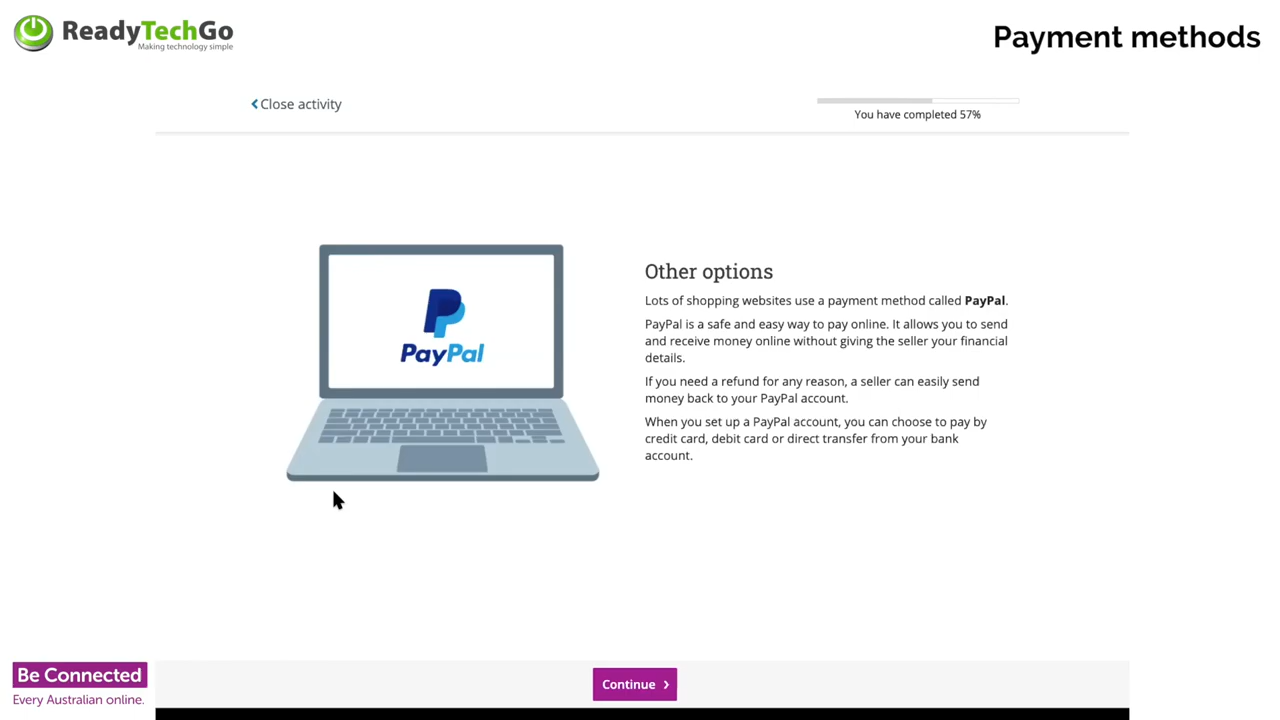 ReadyTechGo
Making technology simple
Payment methods
Close activity
You have completed 57%
PayPal
Other options
Lots of shopping websites use a payment method called PayPal.
PayPal is a safe and easy way to pay online. It allows you to send
and receive money online without giving the seller your financial
details.
If you need a refund for any reason, a seller can easily send
money back to your PayPal account.
When you set up a PayPal account, you can choose to pay by
credit card, debit card or direct transfer from your bank
account.
Be Connected
Every Australian online.
Continue